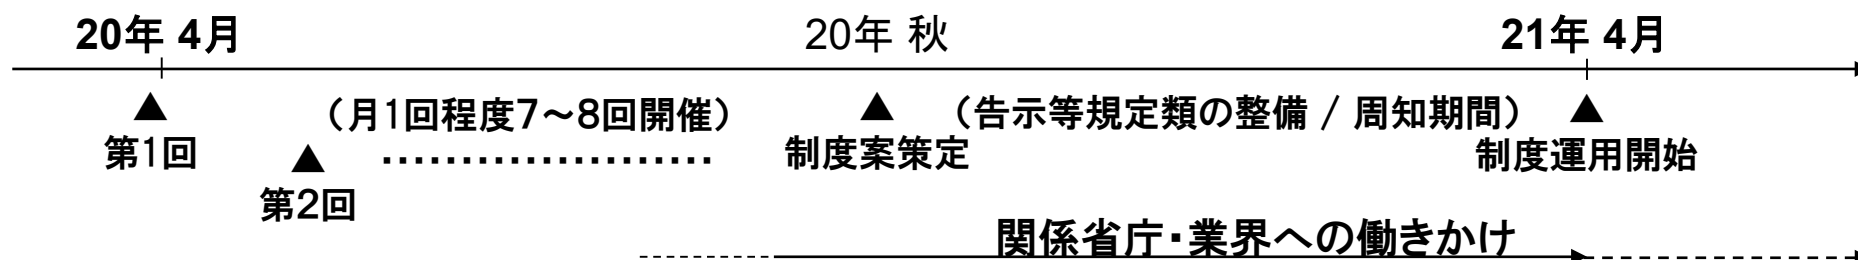 20年 4月 20年 秋 21年 4月
▲ (月1回程度7～8回開催) ▲ (告示等規定類の整備 / 周知期間) ▲
第1回 ▲ ‥‥‥‥‥‥‥‥‥‥ 制度案策定 制度運用開始
第2回
関係省庁・業界への働きかけ